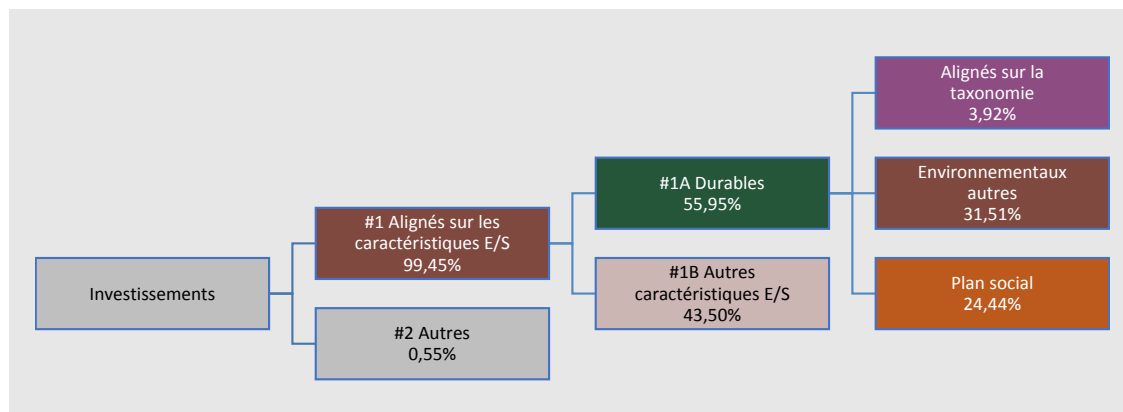 Investissements
#1 Alignés sur les
caractéristiques E/S
99,45%
#2 Autres
0,55%
#1A Durables
55,95%
#1B Autres
caractéristiques E/S
43,50%
Alignés sur la
taxonomie
3,92%
Environnementaux
autres
31,51%
Plan social
24,44%